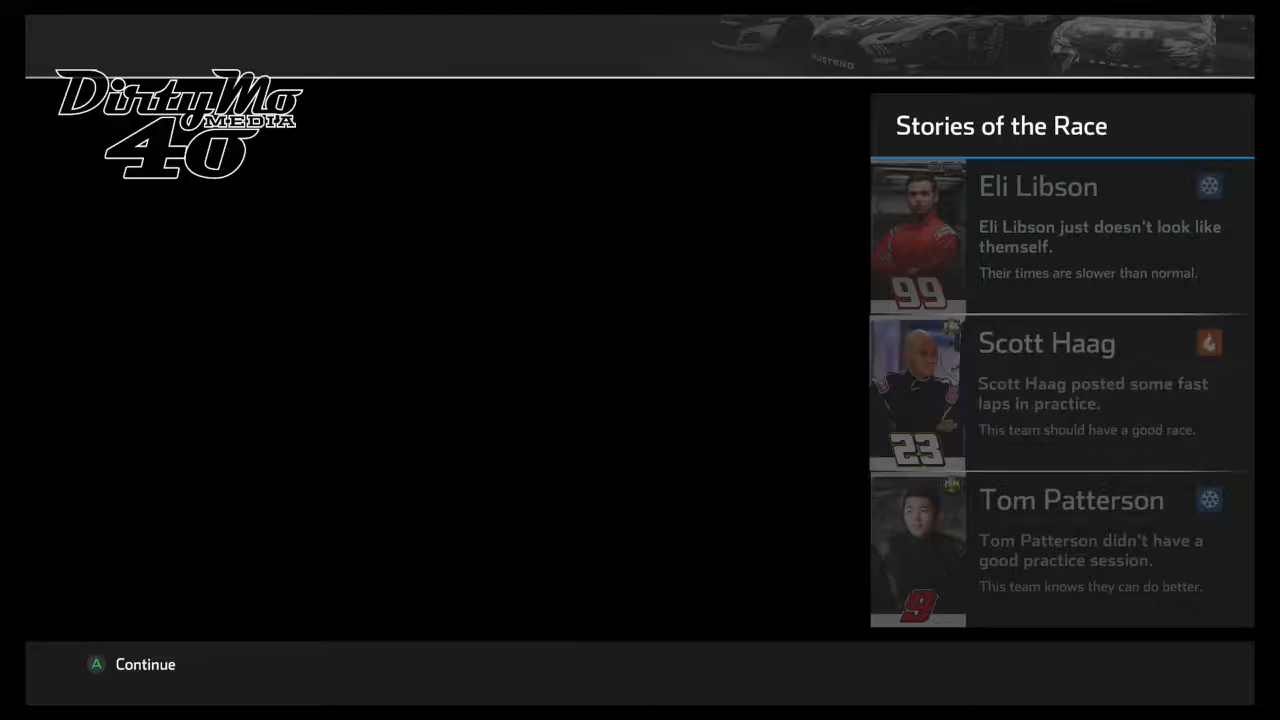 MUSTANG
DirtyMo
MEDIA
40
Stories of the Race
Eli Libson
Eli Libson just doesn't look like
themself.
Their times are slower than normal.
99
Scott Haag
Scott Haag posted some fast
laps in practice.
This team should have a good race.
23
Tom Patterson
Tom Patterson didn't have a
good practice session.
This team knows they can do better.
9
A Continue